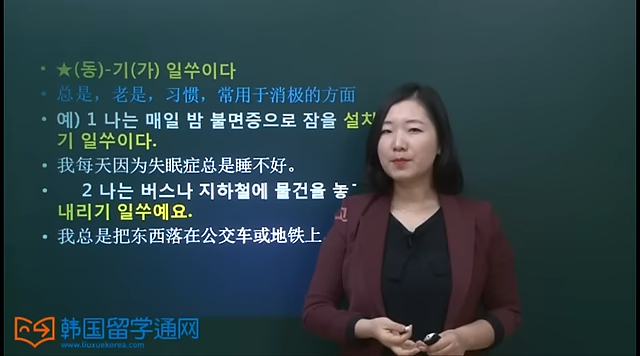 ★(동)-기(가) 일쑤이다
总是，老是，习惯，常用于消极的方面
예) 1 나는 매일 밤 불면증으로 잠을 설치
기 일쑤이다.
我每天因为失眠症总是睡不好。
2 나는 버스나 지하철에 물건을 놓고
내리기 일쑤예요.
我总是把东西落在公交车或地铁上
韩国留学通网
www.liuxuekorea.com